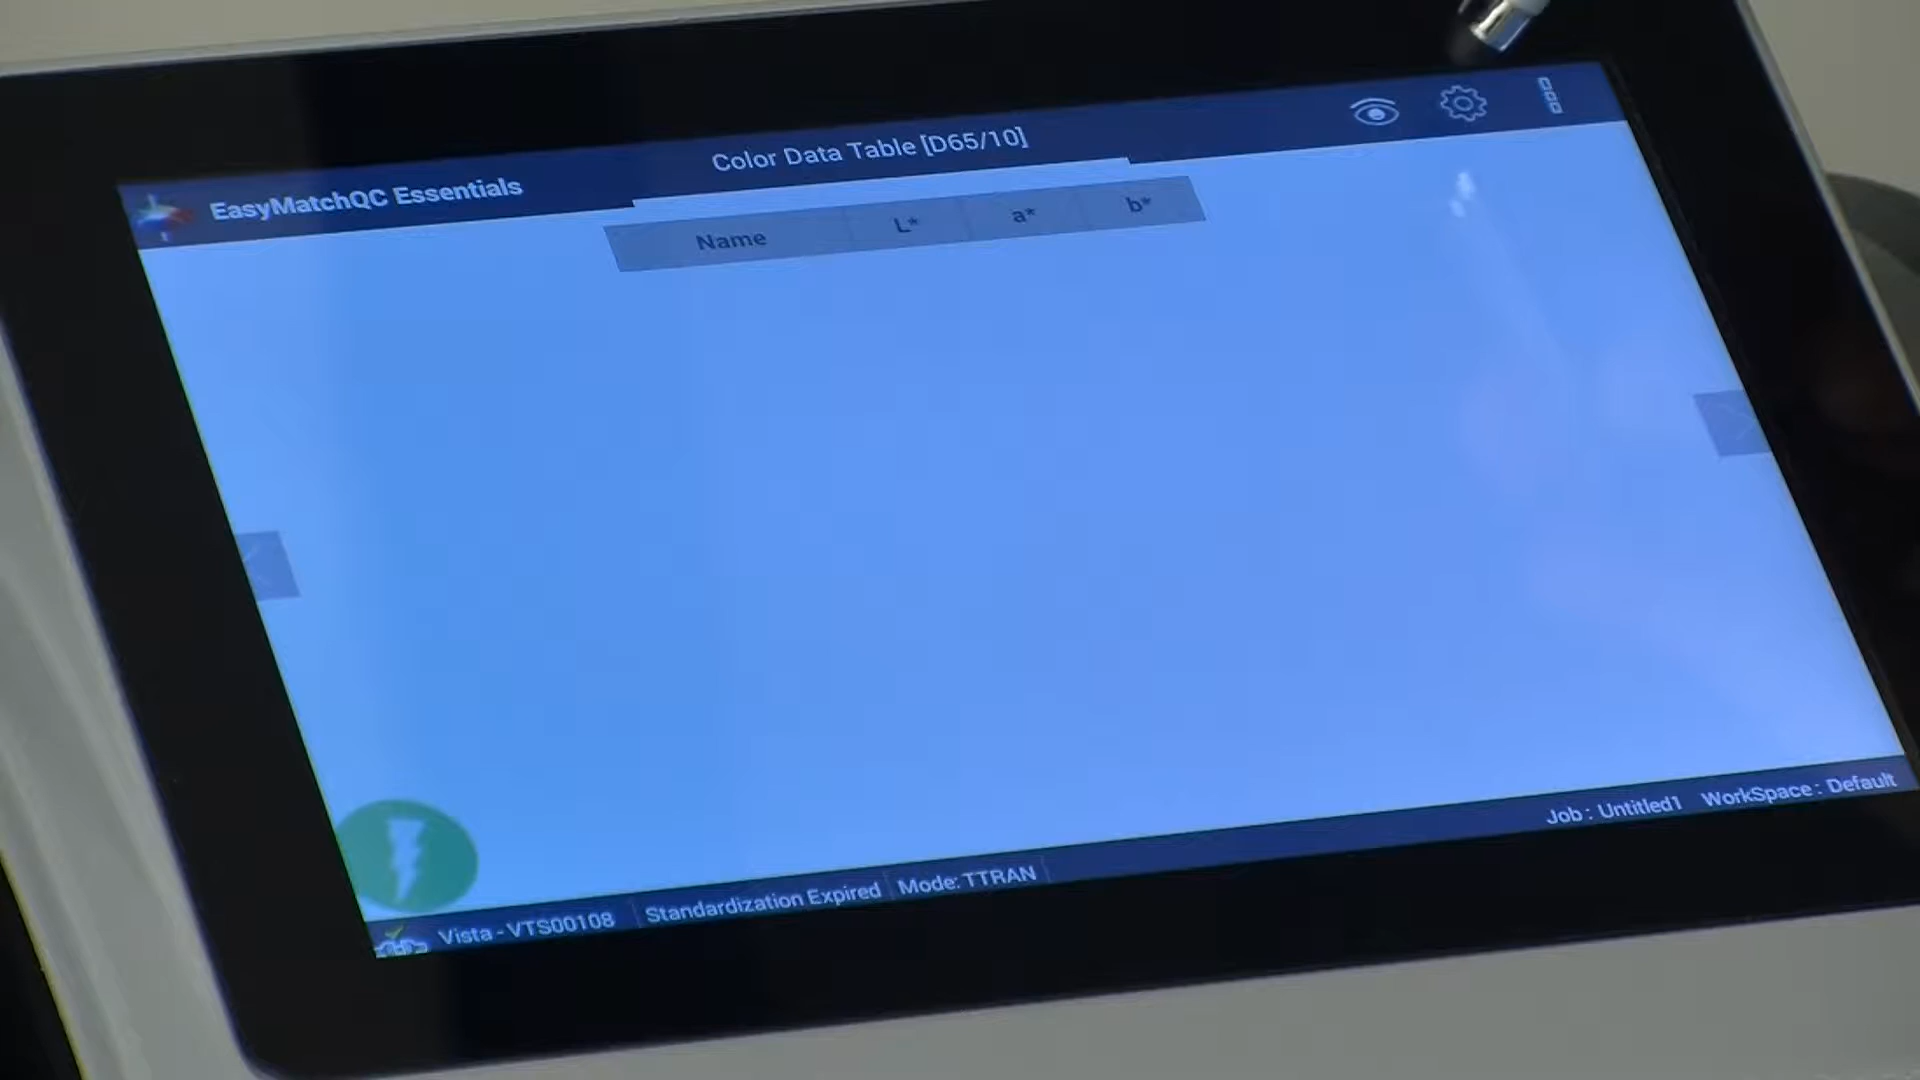 EasyMatchQC Essentials
Color Data Table [D65/10]
Name L* a* b*
Vista - VTS00108 Standardization Expired Mode: TTRAN
Job : Untitled1 WorkSpace : Default